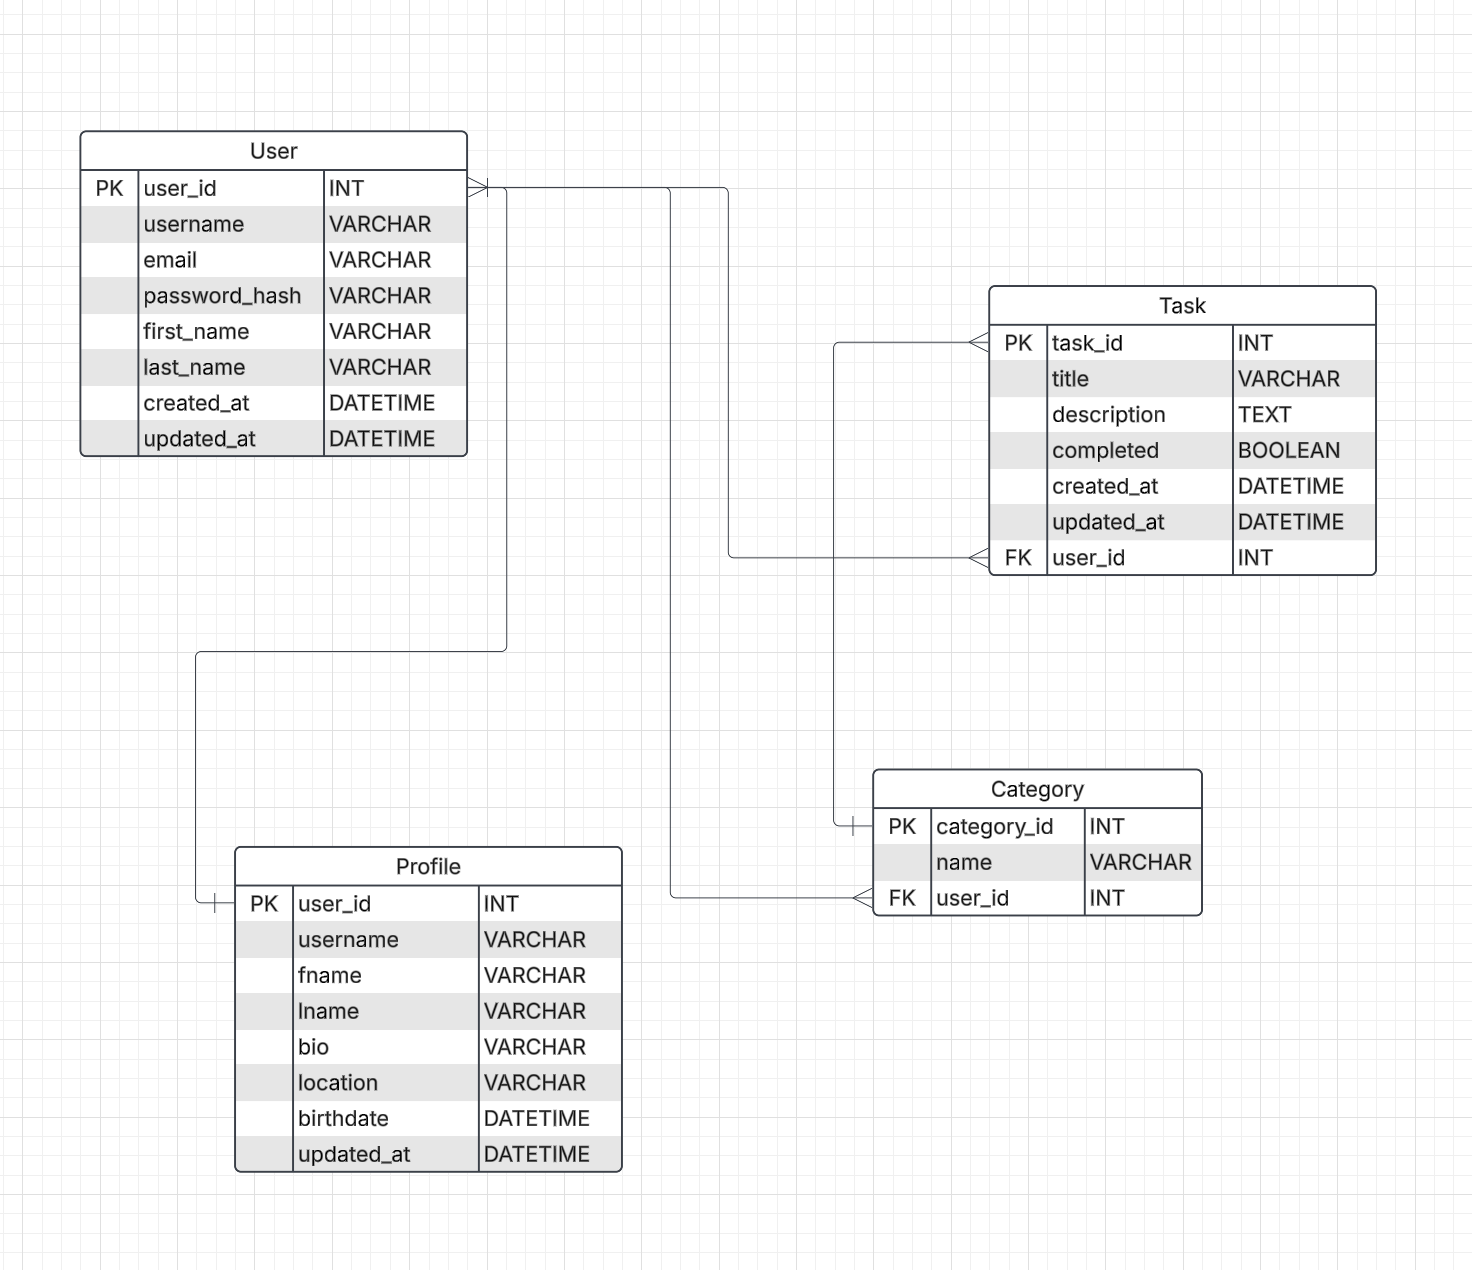 User
PK user_id INT
username VARCHAR
email VARCHAR
password_hash VARCHAR
first_name VARCHAR
last_name VARCHAR
created_at DATETIME
updated_at DATETIME
Task
PK task_id INT
title VARCHAR
description TEXT
completed BOOLEAN
created_at DATETIME
updated_at DATETIME
FK user_id INT
Category
PK category_id INT
name VARCHAR
FK user_id INT
Profile
PK user_id INT
username VARCHAR
fname VARCHAR
lname VARCHAR
bio VARCHAR
location VARCHAR
birthdate DATETIME
updated_at DATETIME